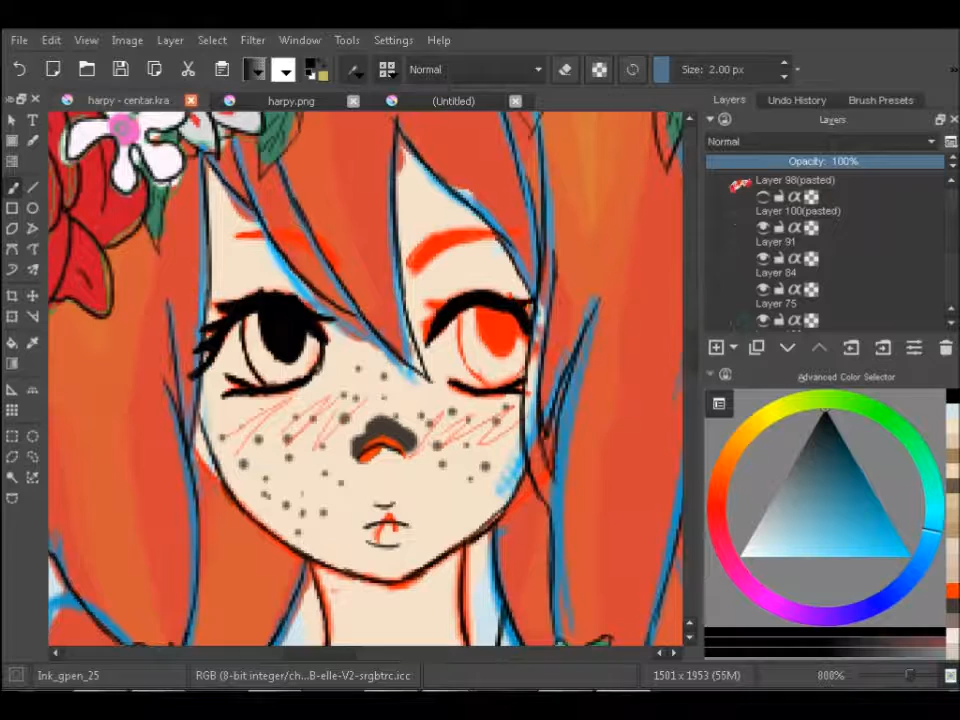 File Edit View Image Layer Select Filter Window Tools Settings Help
Normal Size: 2.00 px
harpy - centar.kra harpy.png (Untitled)
Layers Undo History Brush Presets
Layers
Normal
Opacity: 100%
Layer 98(pasted)
Layer 100(pasted)
Layer 91
Layer 84
Layer 75
Advanced Color Selector
Ink_gpen_25 RGB (8-bit integer/ch...B-elle-V2-srgbtrc.icc 1501 x 1953 (55M) 800%